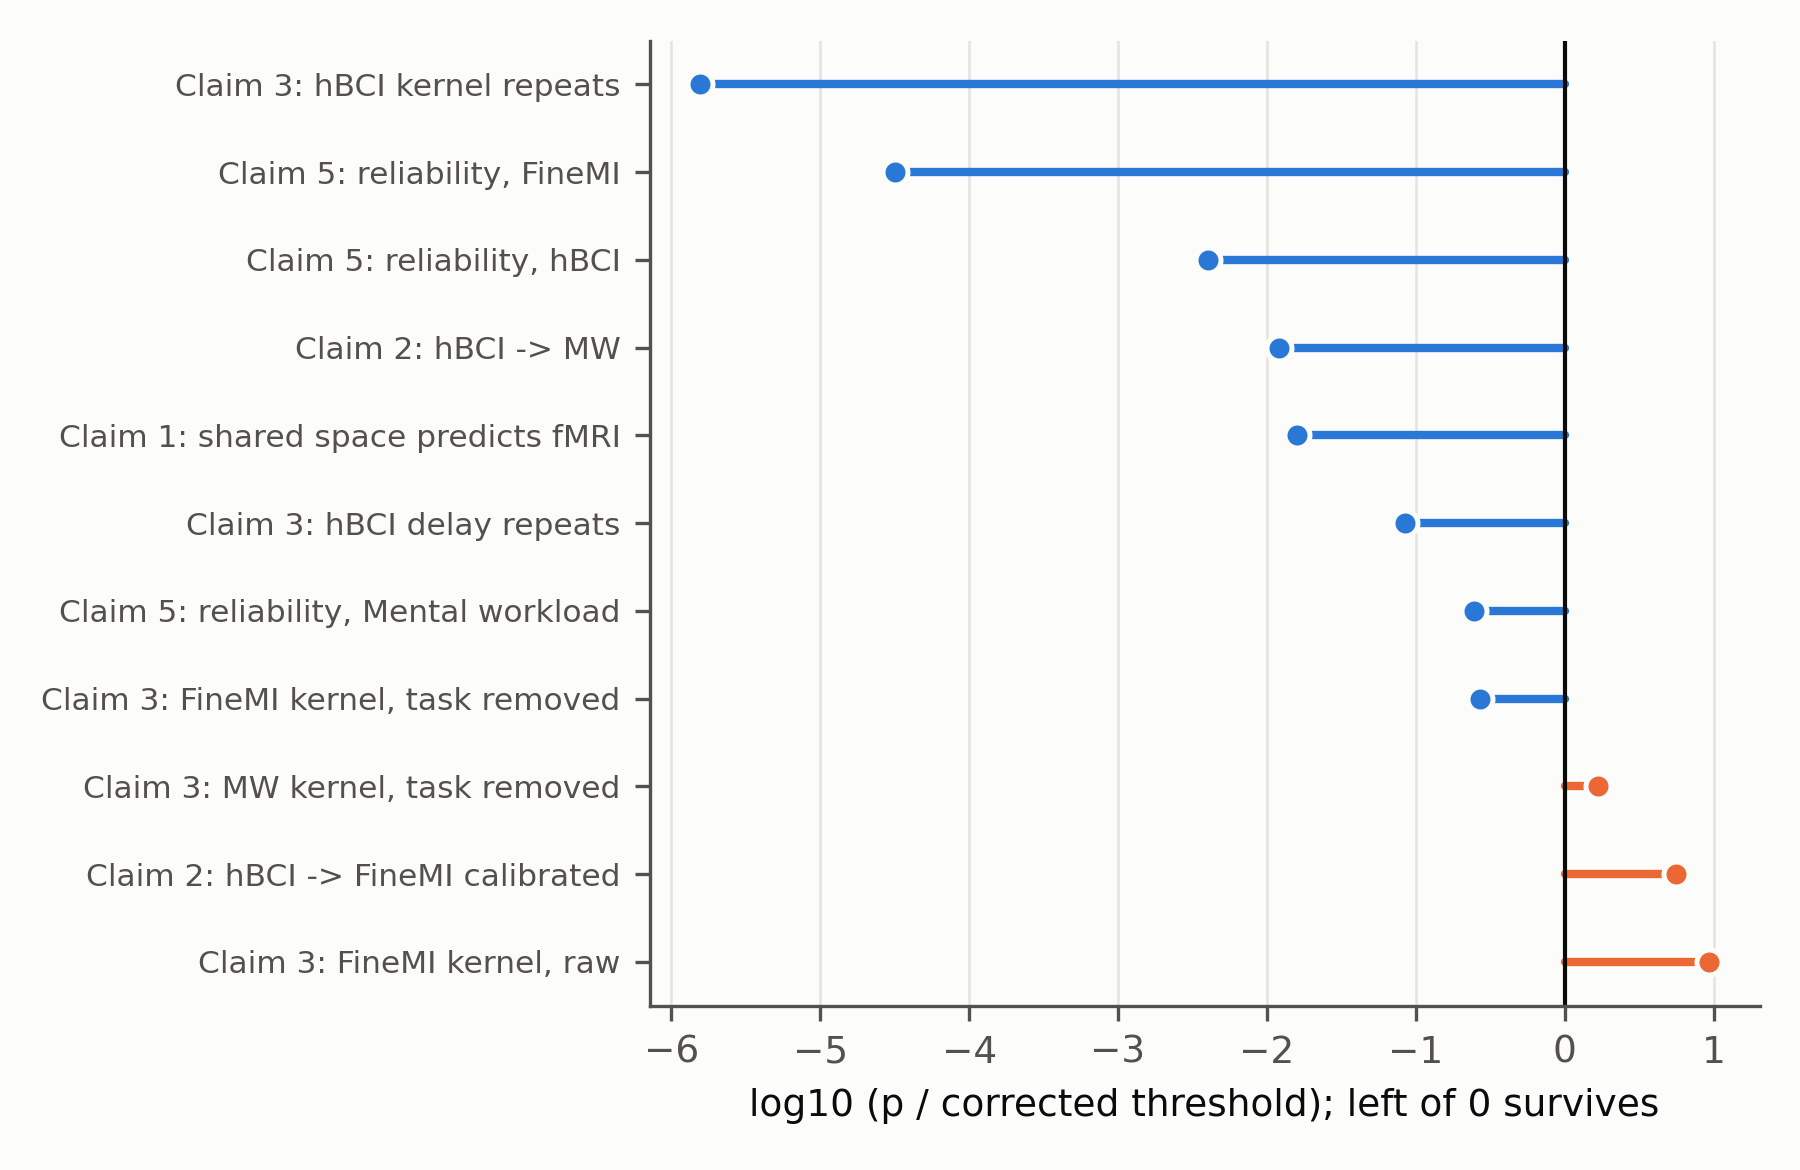 Claim 3: hBCI kernel repeats
Claim 5: reliability, FineMI
Claim 5: reliability, hBCI
Claim 2: hBCI -> MW
Claim 1: shared space predicts fMRI
Claim 3: hBCI delay repeats
Claim 5: reliability, Mental workload
Claim 3: FineMI kernel, task removed
Claim 3: MW kernel, task removed
Claim 2: hBCI -> FineMI calibrated
Claim 3: FineMI kernel, raw
−6 −5 −4 −3 −2 −1 0 1
log10 (p / corrected threshold); left of 0 survives